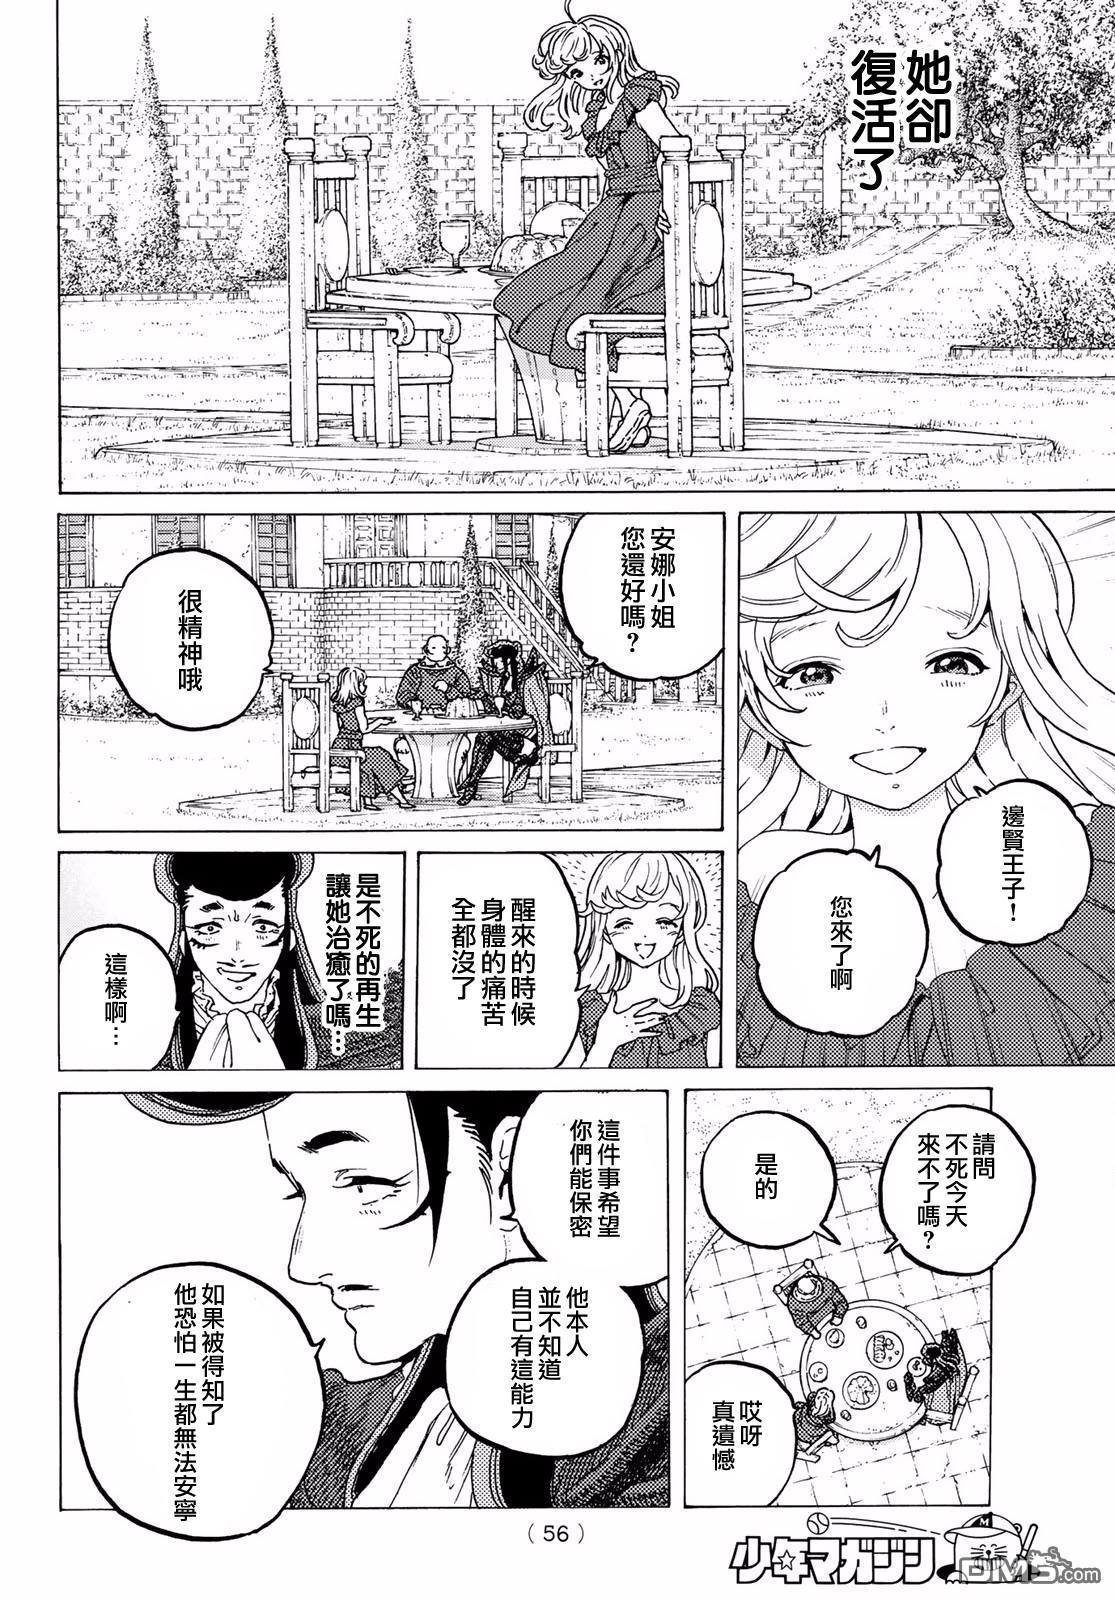 她卻
復活了
邊賢王子！
您來了啊
安娜小姐
您還好嗎？
很精神哦
醒來的時候
身體的痛苦
全都沒了
是不死的再生
讓她治癒了嗎…
這樣啊…
請問
不死今天
來不了嗎？
是的
哎呀
真遺憾
這件事希望
你們能保密
他本人
並不知道
自己有這能力
如果被得知了
他恐怕一生都無法安寧
（56）
少年マガジン
M
DM5.com